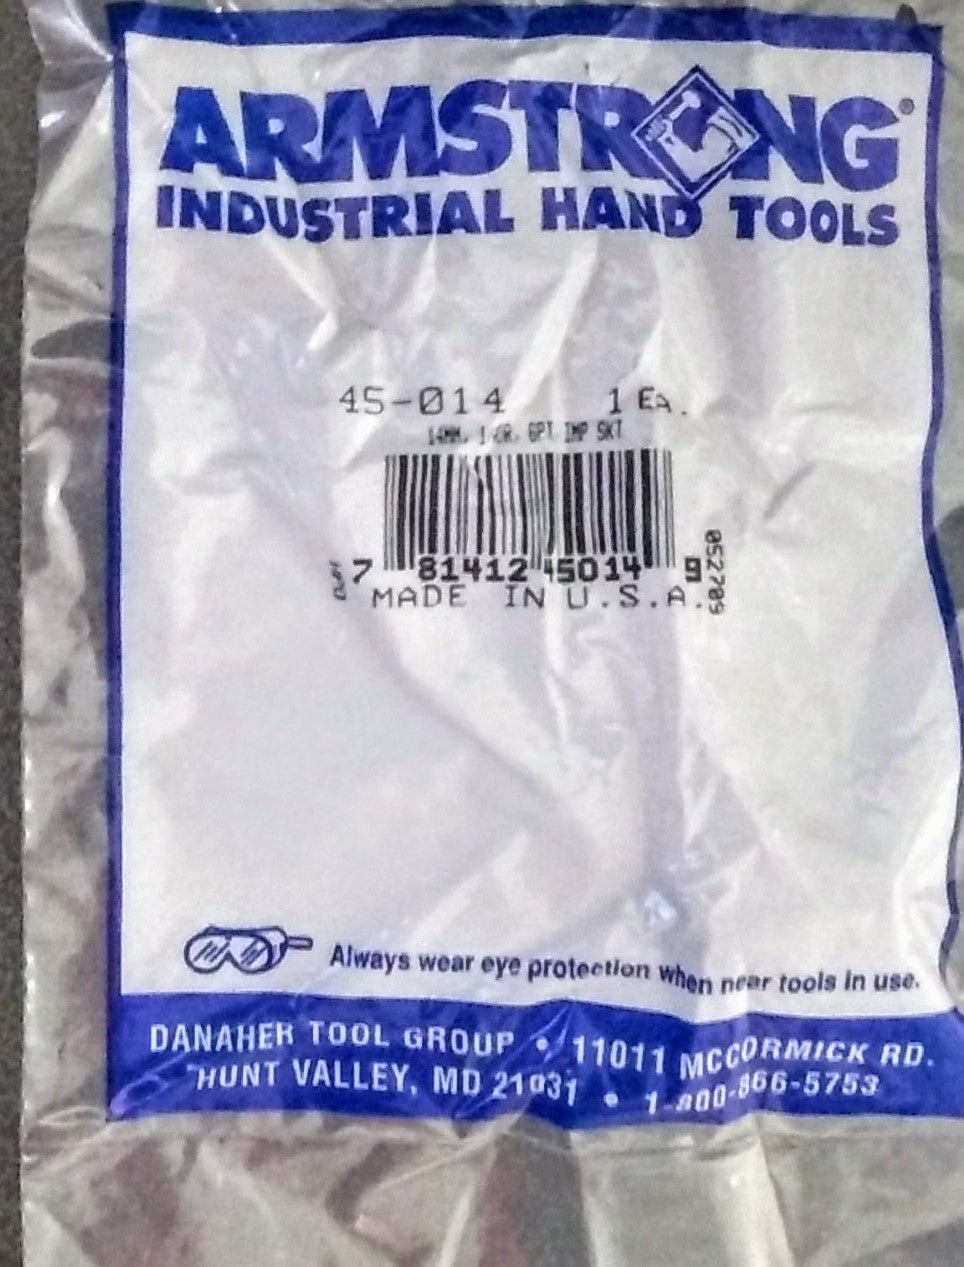 ARMSTRONG®
INDUSTRIAL HAND TOOLS
45-014 1 EA.
14MM, DR, 6PT IMP SKT
7 81412 45014 9
052709
MADE IN U.S.A.
Always wear eye protection when near tools in use.
DANAHER TOOL GROUP • 11011 MCCORMICK RD.
HUNT VALLEY, MD 21031 • 1-800-866-5753